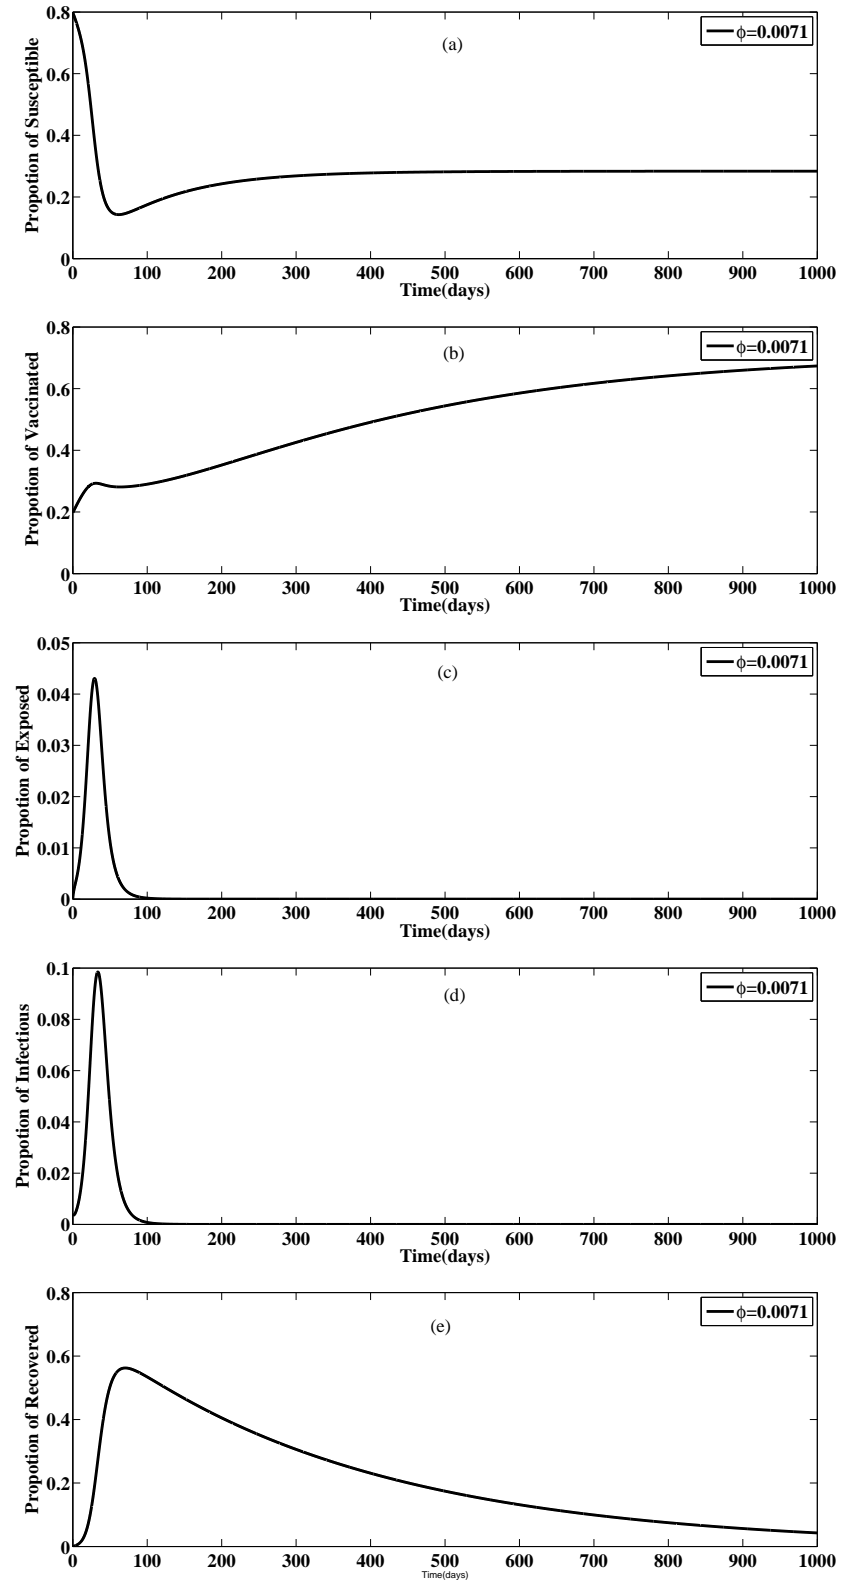 0.8
(a)
ϕ=0.0071
0.6
0.4
0.2
0
Propotion of Susceptible
0 100 200 300 400 500 600 700 800 900 1000
Time(days)
0.8
(b)
ϕ=0.0071
0.6
0.4
0.2
0
Propotion of Vaccinated
0 100 200 300 400 500 600 700 800 900 1000
Time(days)
0.05
(c)
ϕ=0.0071
0.04
0.03
0.02
0.01
0
Propotion of Exposed
0 100 200 300 400 500 600 700 800 900 1000
Time(days)
0.1
(d)
ϕ=0.0071
0.08
0.06
0.04
0.02
0
Propotion of Infectious
0 100 200 300 400 500 600 700 800 900 1000
Time(days)
0.8
(e)
ϕ=0.0071
0.6
0.4
0.2
0
Propotion of Recovered
0 100 200 300 400 500 600 700 800 900 1000
Time(days)